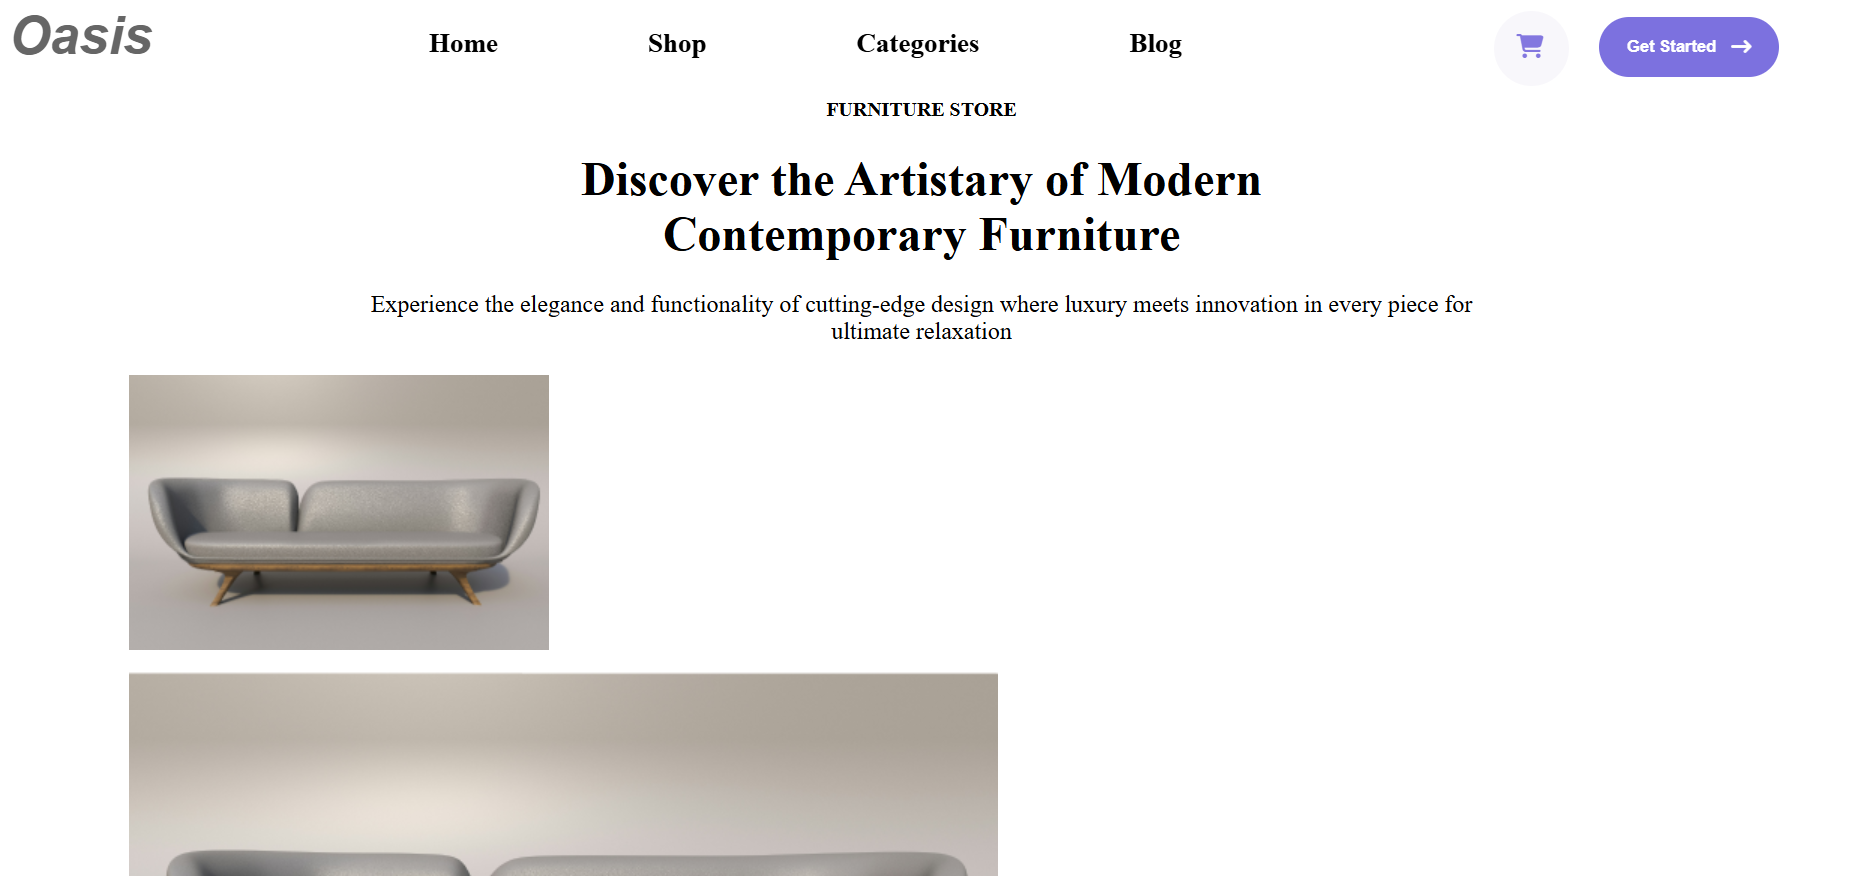 Oasis
Home Shop Categories Blog
Get Started
FURNITURE STORE
Discover the Artistary of Modern
Contemporary Furniture
Experience the elegance and functionality of cutting-edge design where luxury meets innovation in every piece for
ultimate relaxation